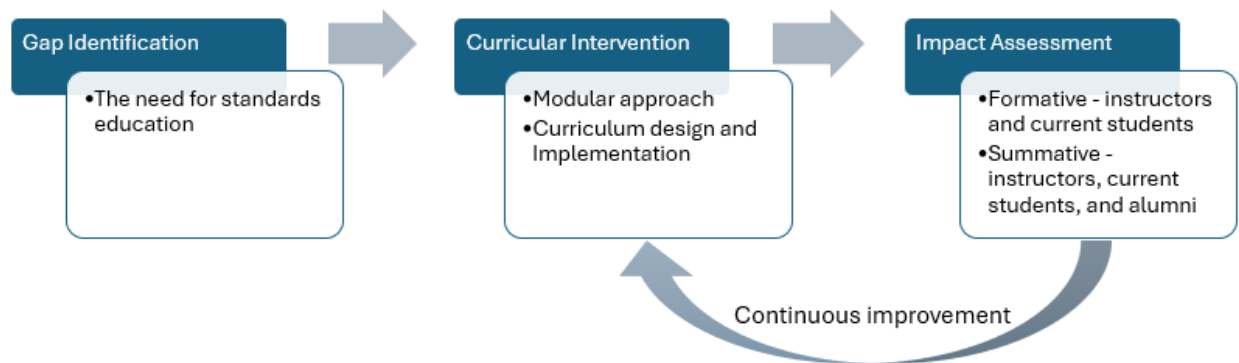 Gap Identification
•The need for standards
education
Curricular Intervention
•Modular approach
•Curriculum design and
Implementation
Impact Assessment
•Formative - instructors
and current students
•Summative -
instructors, current
students, and alumni
Continuous improvement